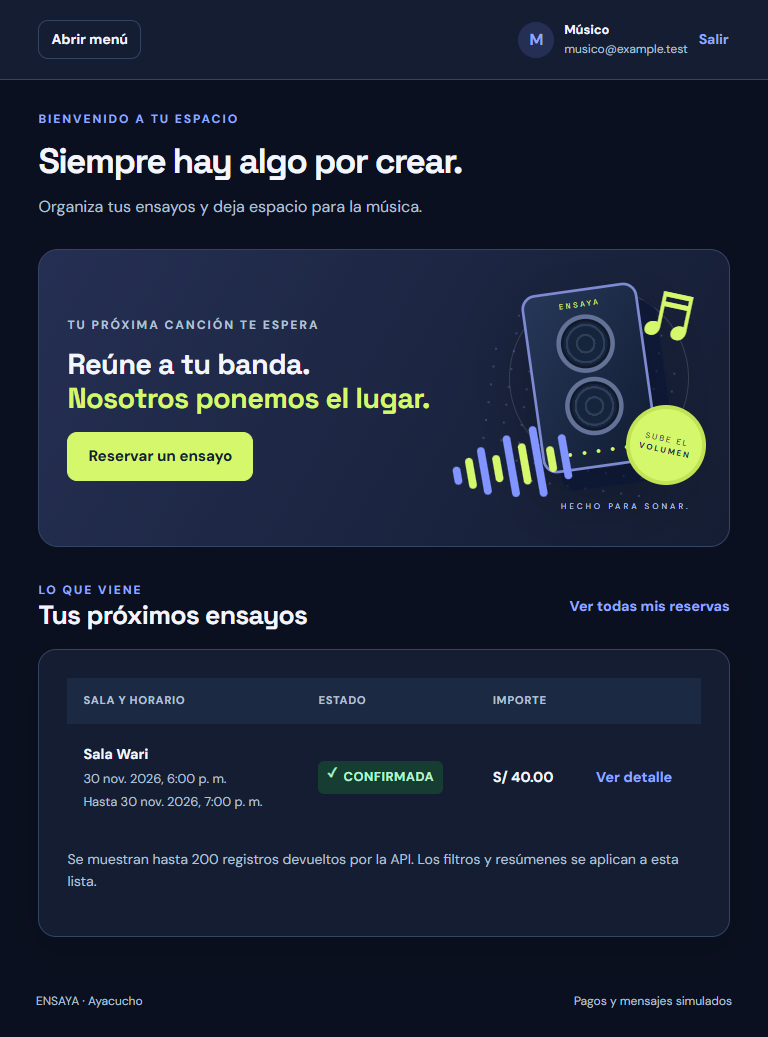 Abrir menú
M
Músico
musico@example.test
Salir
BIENVENIDO A TU ESPACIO
Siempre hay algo por crear.
Organiza tus ensayos y deja espacio para la música.
TU PRÓXIMA CANCIÓN TE ESPERA
Reúne a tu banda.
Nosotros ponemos el lugar.
Reservar un ensayo
ENSAYA
SUBE EL
VOLUMEN
HECHO PARA SONAR.
LO QUE VIENE
Tus próximos ensayos
Ver todas mis reservas
SALA Y HORARIO ESTADO IMPORTE
Sala Wari
30 nov. 2026, 6:00 p. m.
Hasta 30 nov. 2026, 7:00 p. m.
✓ CONFIRMADA
S/ 40.00
Ver detalle
Se muestran hasta 200 registros devueltos por la API. Los filtros y resúmenes se aplican a esta
lista.
ENSAYA · Ayacucho
Pagos y mensajes simulados